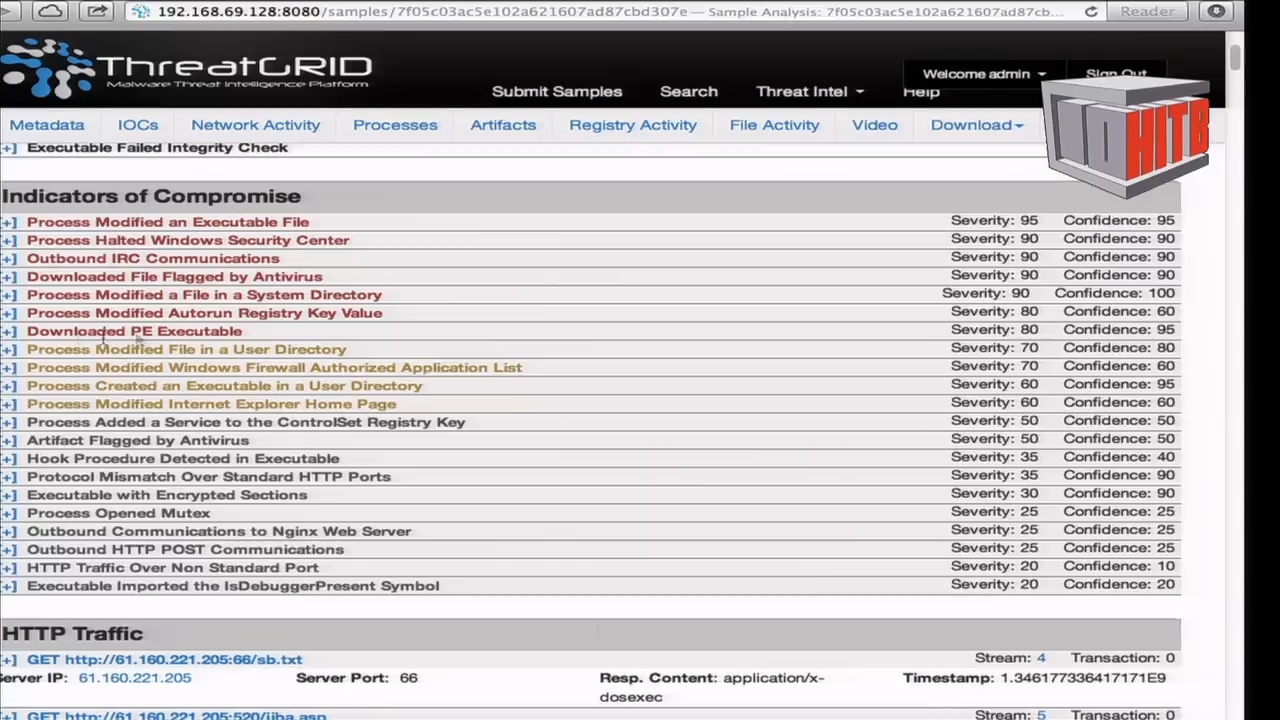 192.168.69.128:8080/samples/7f05c03ac5e102a621607ad87cbd307e — Sample Analysis: 7f05c03ac5e102a621607ad87cb... Reader
ThreatGRID
Malware Threat Intelligence Platform
Welcome admin Sign Out
Submit Samples Search Threat Intel Help
HITB
Metadata IOCs Network Activity Processes Artifacts Registry Activity File Activity Video Download
[+] Executable Failed Integrity Check
Indicators of Compromise
[+] Process Modified an Executable File Severity: 95 Confidence: 95
[+] Process Halted Windows Security Center Severity: 90 Confidence: 90
[+] Outbound IRC Communications Severity: 90 Confidence: 90
[+] Downloaded File Flagged by Antivirus Severity: 90 Confidence: 90
[+] Process Modified a File in a System Directory Severity: 90 Confidence: 100
[+] Process Modified Autorun Registry Key Value Severity: 80 Confidence: 60
[+] Downloaded PE Executable Severity: 80 Confidence: 95
[+] Process Modified File in a User Directory Severity: 70 Confidence: 80
[+] Process Modified Windows Firewall Authorized Application List Severity: 70 Confidence: 60
[+] Process Created an Executable in a User Directory Severity: 60 Confidence: 95
[+] Process Modified Internet Explorer Home Page Severity: 60 Confidence: 60
[+] Process Added a Service to the ControlSet Registry Key Severity: 50 Confidence: 50
[+] Artifact Flagged by Antivirus Severity: 50 Confidence: 50
[+] Hook Procedure Detected in Executable Severity: 35 Confidence: 40
[+] Protocol Mismatch Over Standard HTTP Ports Severity: 35 Confidence: 90
[+] Executable with Encrypted Sections Severity: 30 Confidence: 90
[+] Process Opened Mutex Severity: 25 Confidence: 25
[+] Outbound Communications to Nginx Web Server Severity: 25 Confidence: 25
[+] Outbound HTTP POST Communications Severity: 25 Confidence: 25
[+] HTTP Traffic Over Non Standard Port Severity: 20 Confidence: 10
[+] Executable Imported the IsDebuggerPresent Symbol Severity: 20 Confidence: 20
HTTP Traffic
[+] GET http://61.160.221.205:66/sb.txt Stream: 4 Transaction: 0
Server IP: 61.160.221.205 Server Port: 66 Resp. Content: application/x-dosexec Timestamp: 1.346177336417171E9
[+] GET http://61.160.221.205:520/jiba.asp Stream: 5 Transaction: 0